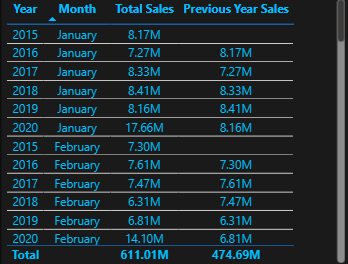 Year Month Total Sales Previous Year Sales
2015 January 8.17M
2016 January 7.27M 8.17M
2017 January 8.33M 7.27M
2018 January 8.41M 8.33M
2019 January 8.16M 8.41M
2020 January 17.66M 8.16M
2015 February 7.30M
2016 February 7.61M 7.30M
2017 February 7.47M 7.61M
2018 February 6.31M 7.47M
2019 February 6.81M 6.31M
2020 February 14.10M 6.81M
Total 611.01M 474.69M